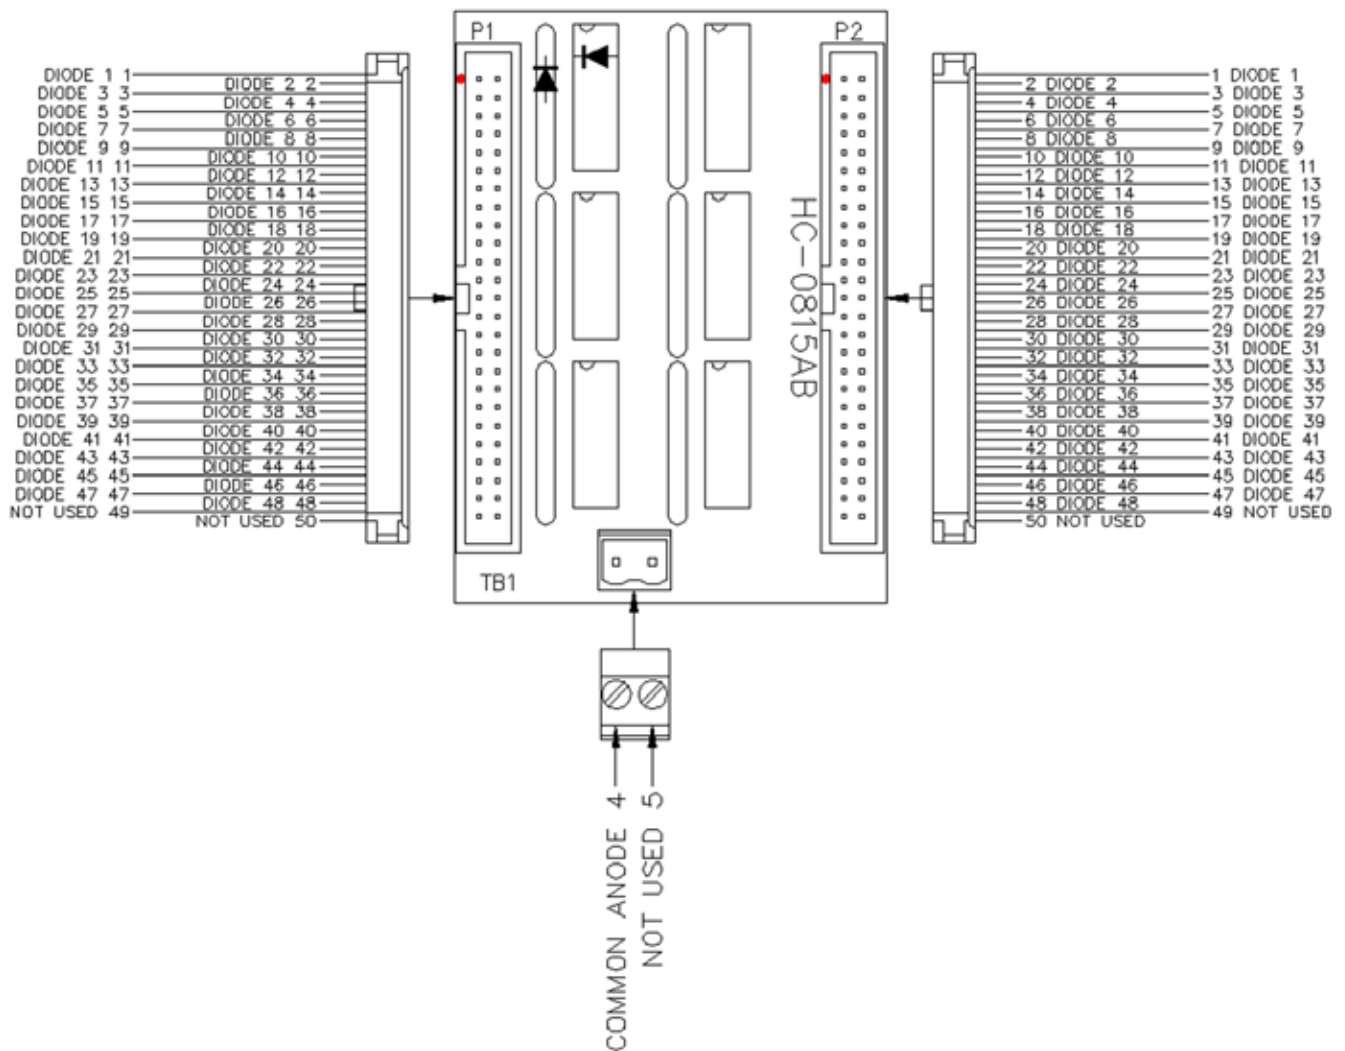 P1
P2
DIODE 1 1
DIODE 2 2
DIODE 3 3
DIODE 4 4
DIODE 5 5
DIODE 6 6
DIODE 7 7
DIODE 8 8
DIODE 9 9
DIODE 10 10
DIODE 11 11
DIODE 12 12
DIODE 13 13
DIODE 14 14
DIODE 15 15
DIODE 16 16
DIODE 17 17
DIODE 18 18
DIODE 19 19
DIODE 20 20
DIODE 21 21
DIODE 22 22
DIODE 23 23
DIODE 24 24
DIODE 25 25
DIODE 26 26
DIODE 27 27
DIODE 28 28
DIODE 29 29
DIODE 30 30
DIODE 31 31
DIODE 32 32
DIODE 33 33
DIODE 34 34
DIODE 35 35
DIODE 36 36
DIODE 37 37
DIODE 38 38
DIODE 39 39
DIODE 40 40
DIODE 41 41
DIODE 42 42
DIODE 43 43
DIODE 44 44
DIODE 45 45
DIODE 46 46
DIODE 47 47
DIODE 48 48
NOT USED 49
NOT USED 50
HC-0815AB
1 DIODE 1
2 DIODE 2
3 DIODE 3
4 DIODE 4
5 DIODE 5
6 DIODE 6
7 DIODE 7
8 DIODE 8
9 DIODE 9
10 DIODE 10
11 DIODE 11
12 DIODE 12
13 DIODE 13
14 DIODE 14
15 DIODE 15
16 DIODE 16
17 DIODE 17
18 DIODE 18
19 DIODE 19
20 DIODE 20
21 DIODE 21
22 DIODE 22
23 DIODE 23
24 DIODE 24
25 DIODE 25
26 DIODE 26
27 DIODE 27
28 DIODE 28
29 DIODE 29
30 DIODE 30
31 DIODE 31
32 DIODE 32
33 DIODE 33
34 DIODE 34
35 DIODE 35
36 DIODE 36
37 DIODE 37
38 DIODE 38
39 DIODE 39
40 DIODE 40
41 DIODE 41
42 DIODE 42
43 DIODE 43
44 DIODE 44
45 DIODE 45
46 DIODE 46
47 DIODE 47
48 DIODE 48
49 NOT USED
50 NOT USED
TB1
COMMON ANODE 4
NOT USED 5